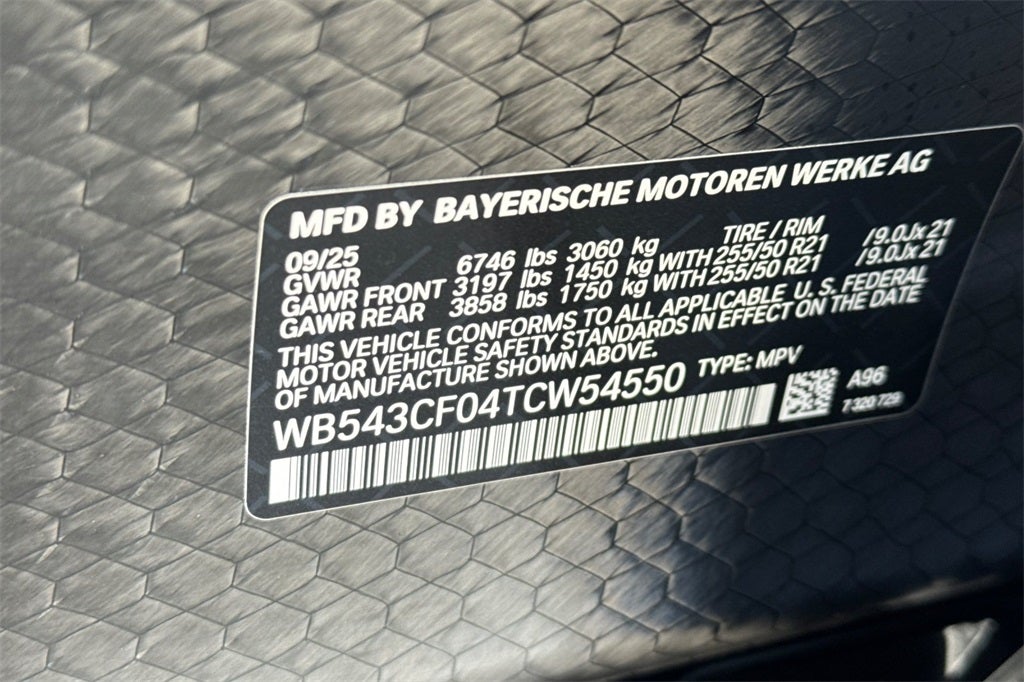 MFD BY BAYERISCHE MOTOREN WERKE AG
09/25 TIRE / RIM
GVWR 6746 lbs 3060 kg
GAWR FRONT 3197 lbs 1450 kg WITH 255/50 R21 /9.0Jx 21
GAWR REAR 3858 lbs 1750 kg WITH 255/50 R21 /9.0Jx 21
THIS VEHICLE CONFORMS TO ALL APPLICABLE U. S. FEDERAL
MOTOR VEHICLE SAFETY STANDARDS IN EFFECT ON THE DATE
OF MANUFACTURE SHOWN ABOVE.
WB543CF04TCW54550 TYPE: MPV
A96
7 320 729